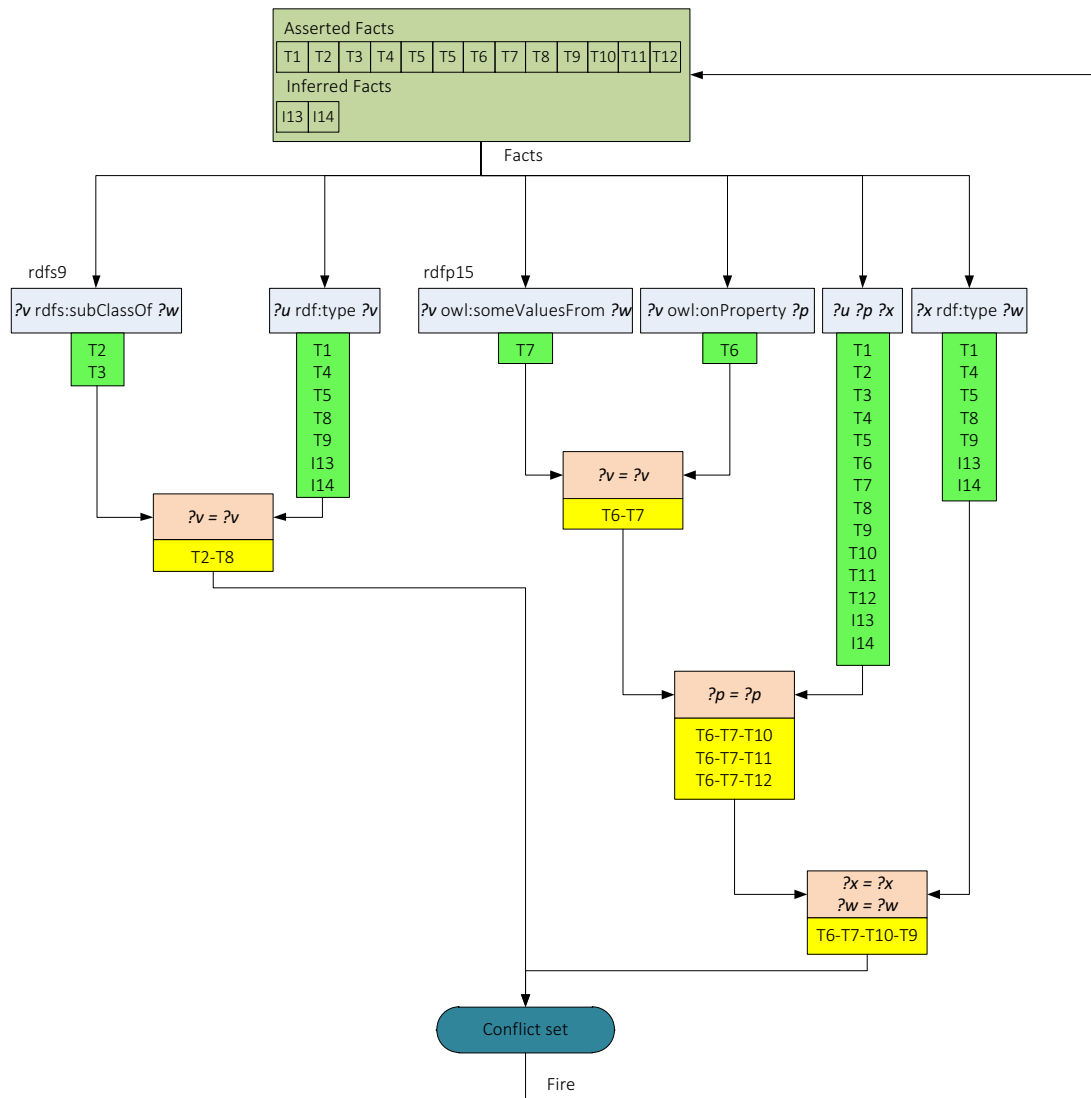 Asserted Facts
T1 T2 T3 T4 T5 T5 T6 T7 T8 T9 T10 T11 T12
Inferred Facts
I13 I14
Facts
rdfs9
rdfp15
?v rdfs:subClassOf ?w
?u rdf:type ?v
?v owl:someValuesFrom ?w
?v owl:onProperty ?p
?u ?p ?x
?x rdf:type ?w
T2
T3
T1
T4
T5
T8
T9
I13
I14
T7
T6
T1
T2
T3
T4
T5
T6
T7
T8
T9
T10
T11
T12
I13
I14
T1
T4
T5
T8
T9
I13
I14
?v = ?v
T2-T8
?v = ?v
T6-T7
?p = ?p
T6-T7-T10
T6-T7-T11
T6-T7-T12
?x = ?x
?w = ?w
T6-T7-T10-T9
Conflict set
Fire